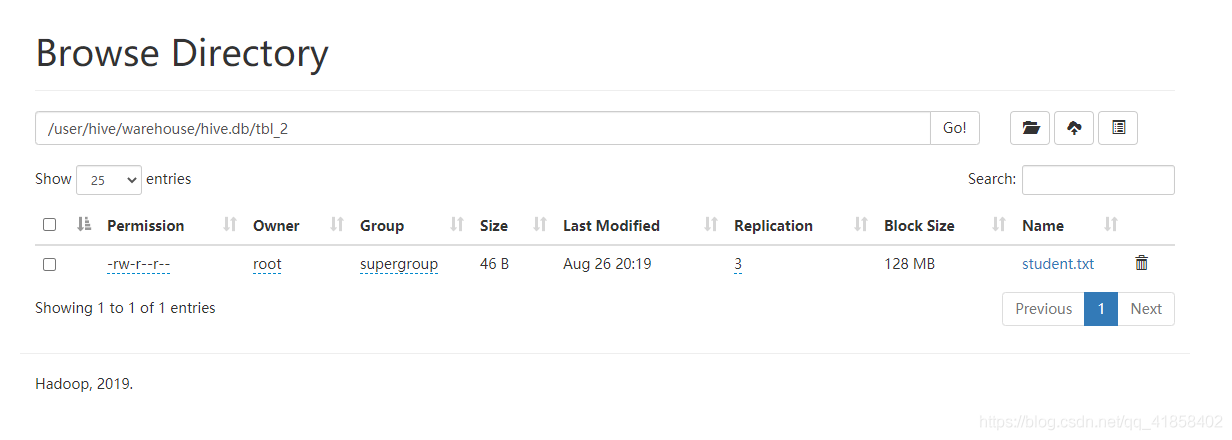 Browse Directory
/user/hive/warehouse/hive.db/tbl_2 Go!
Show 25 entries Search:
Permission Owner Group Size Last Modified Replication Block Size Name
-rw-r--r-- root supergroup 46 B Aug 26 20:19 3 128 MB student.txt
Showing 1 to 1 of 1 entries Previous 1 Next
Hadoop, 2019.
https://blog.csdn.net/qq_41858402